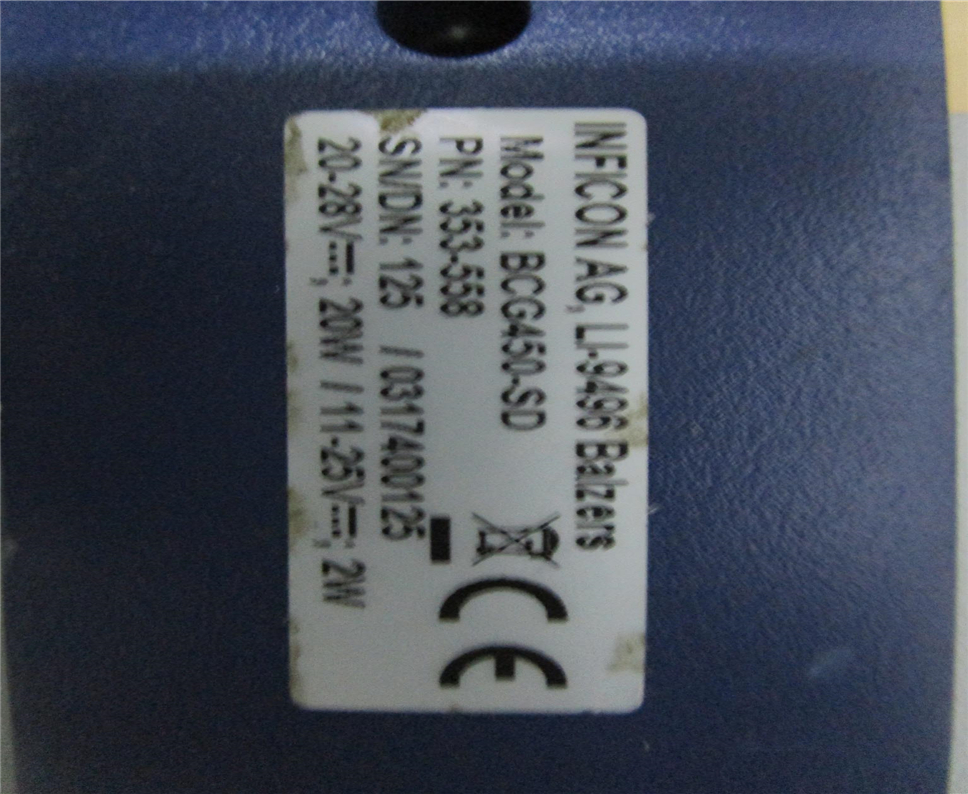 INFICON AG, LI-9496 Balzers
Model: BCG450-SD
PN: 353-558
SN/DN: 125 / 0317400125
20-28V⎓; 20W / 11-25V⎓; 2W
CE